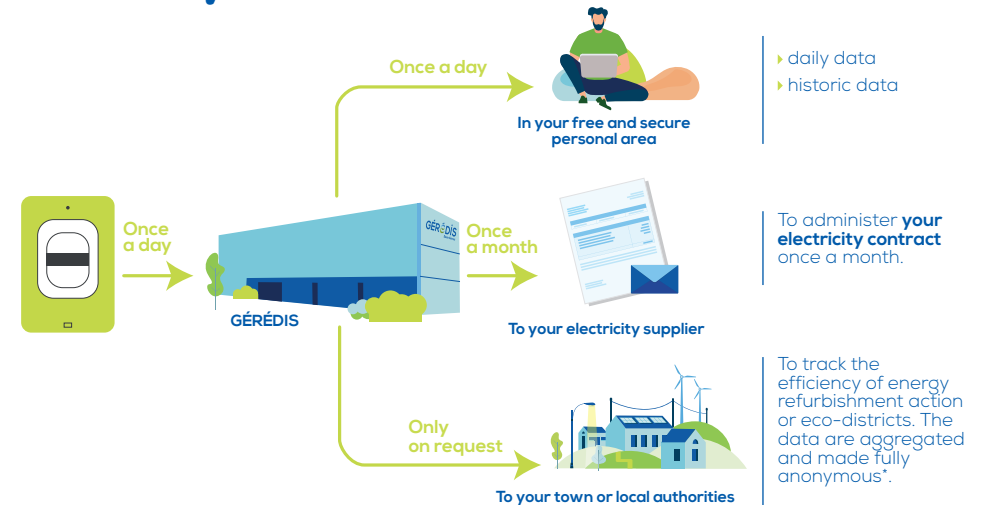 Once a day
In your free and secure
personal area
daily data
historic data
Once
a day
GÉRÉDIS
GÉRÉDIS
Once
a month
To your electricity supplier
To administer your
electricity contract
once a month.
Only
on request
To your town or local authorities
To track the
efficiency of energy
refurbishment action
or eco-districts. The
data are aggregated
and made fully
anonymous*.